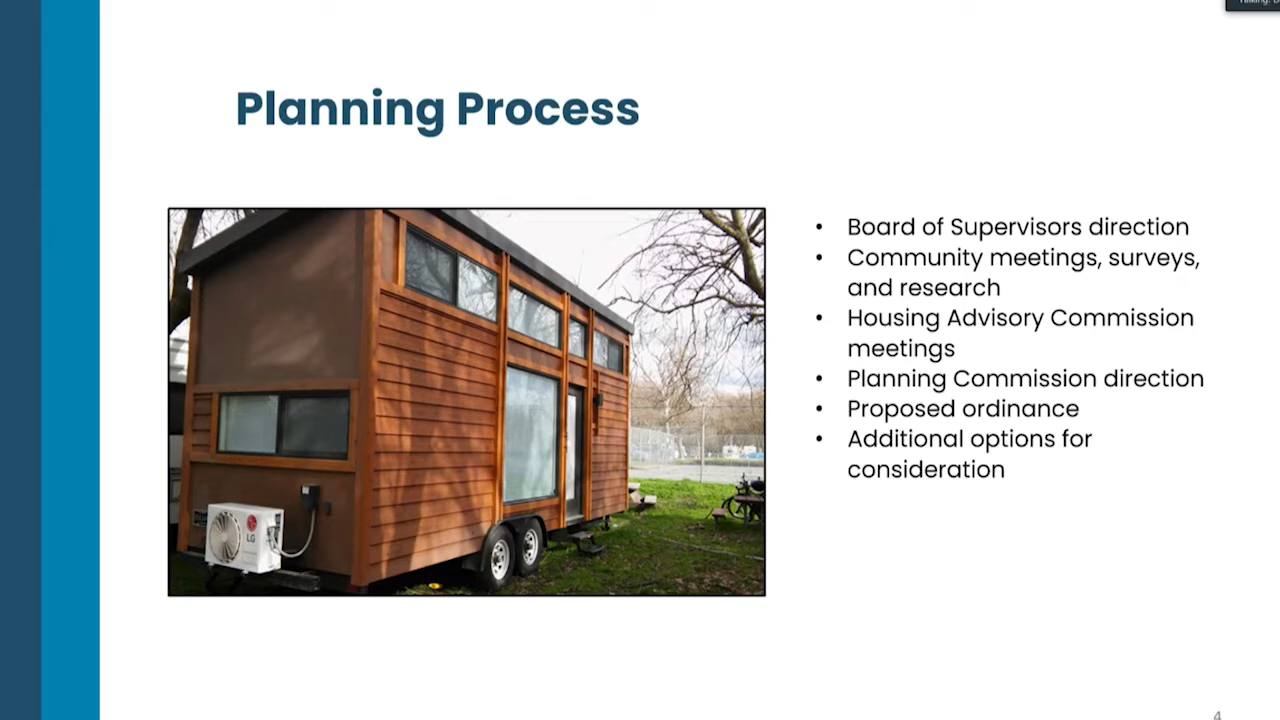 Planning Process
• Board of Supervisors direction
• Community meetings, surveys,
and research
• Housing Advisory Commission
meetings
• Planning Commission direction
• Proposed ordinance
• Additional options for
consideration
LG
4